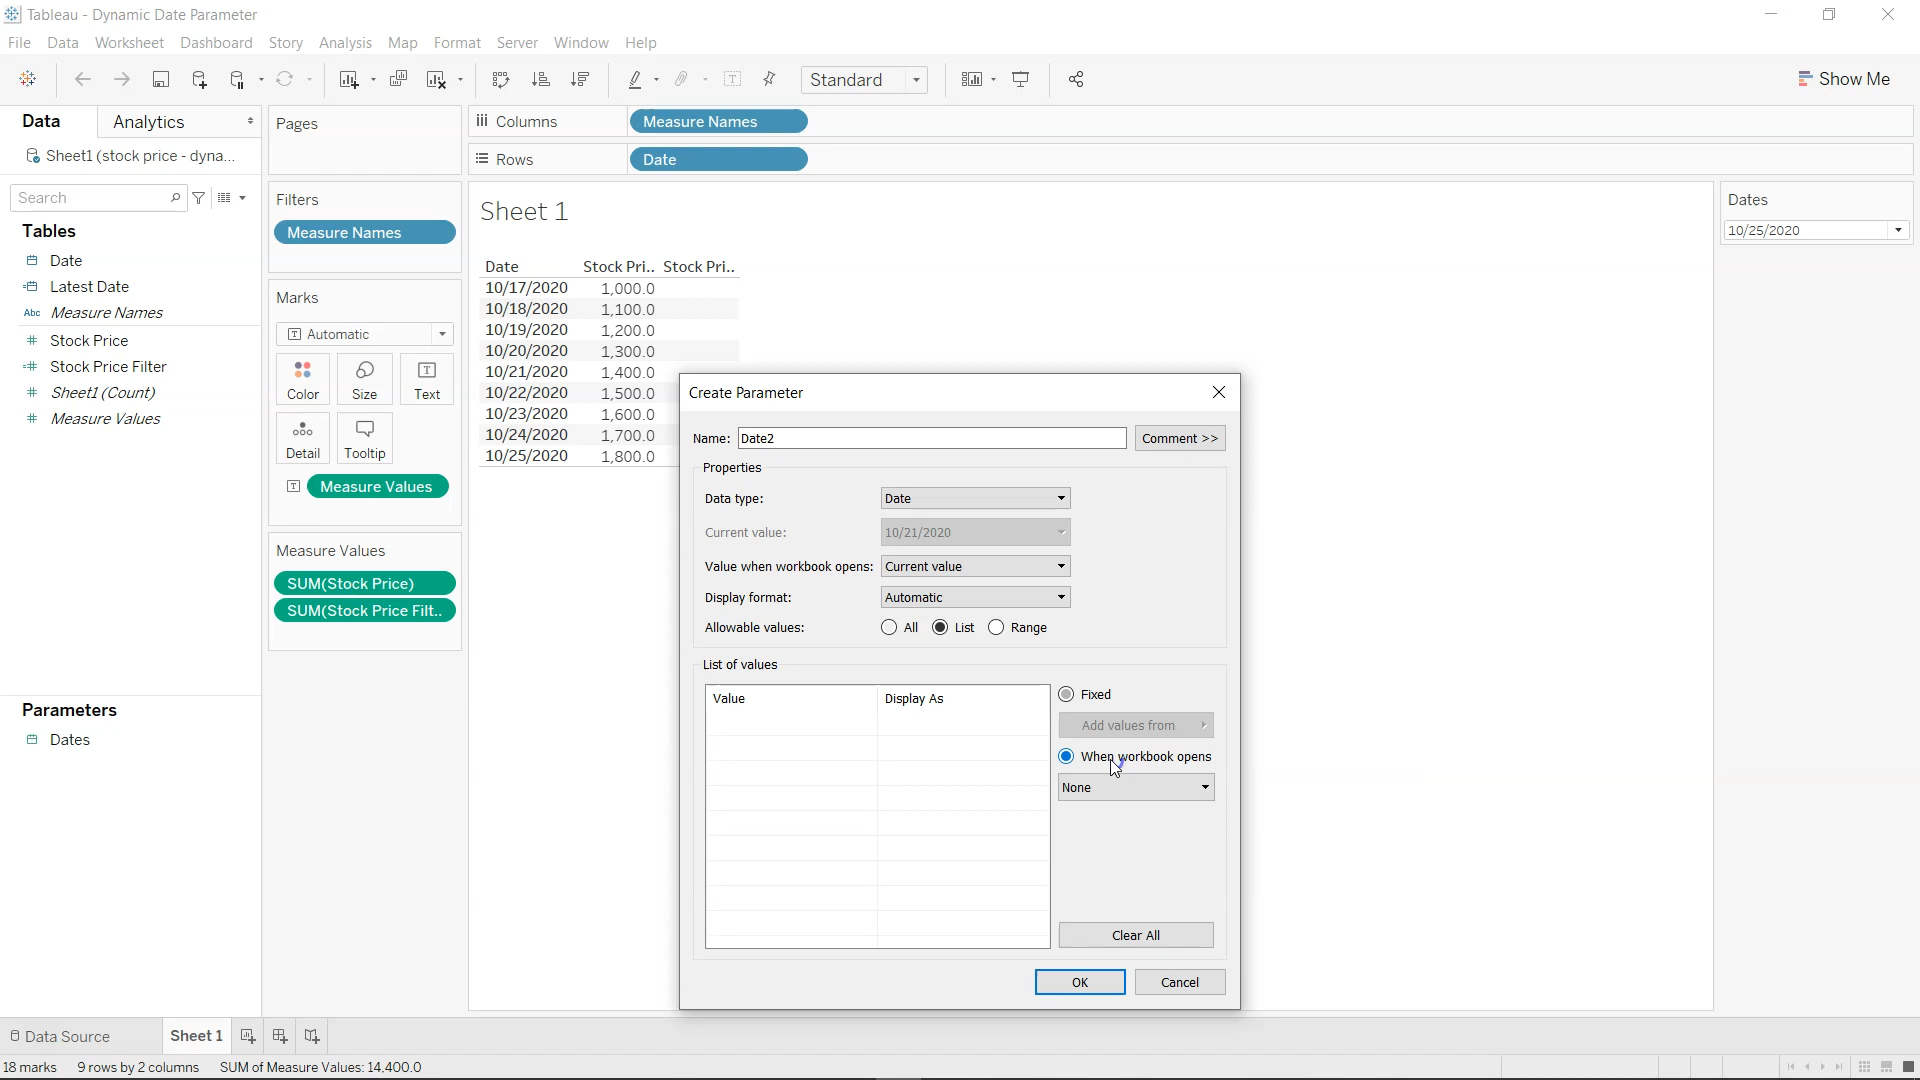 Tableau - Dynamic Date Parameter
File Data Worksheet Dashboard Story Analysis Map Format Server Window Help
Standard
Show Me
Data
Analytics
Sheet1 (stock price - dyna...
Search
Tables
Date
Latest Date
Abc Measure Names
Stock Price
Stock Price Filter
Sheet1 (Count)
Measure Values
Parameters
Dates
Pages
Filters
Measure Names
Marks
Automatic
Color Size Text
Detail Tooltip
Measure Values
Measure Values
SUM(Stock Price)
SUM(Stock Price Filt..
Columns Measure Names
Rows Date
Sheet 1
Date Stock Pri.. Stock Pri..
10/17/2020 1,000.0
10/18/2020 1,100.0
10/19/2020 1,200.0
10/20/2020 1,300.0
10/21/2020 1,400.0
10/22/2020 1,500.0
10/23/2020 1,600.0
10/24/2020 1,700.0
10/25/2020 1,800.0
Create Parameter
Name: Date2 Comment >>
Properties
Data type: Date
Current value: 10/21/2020
Value when workbook opens: Current value
Display format: Automatic
Allowable values: All List Range
List of values
Value Display As
Fixed
Add values from
When workbook opens
None
Clear All
OK Cancel
Dates
10/25/2020
Data Source Sheet 1
18 marks 9 rows by 2 columns SUM of Measure Values: 14,400.0